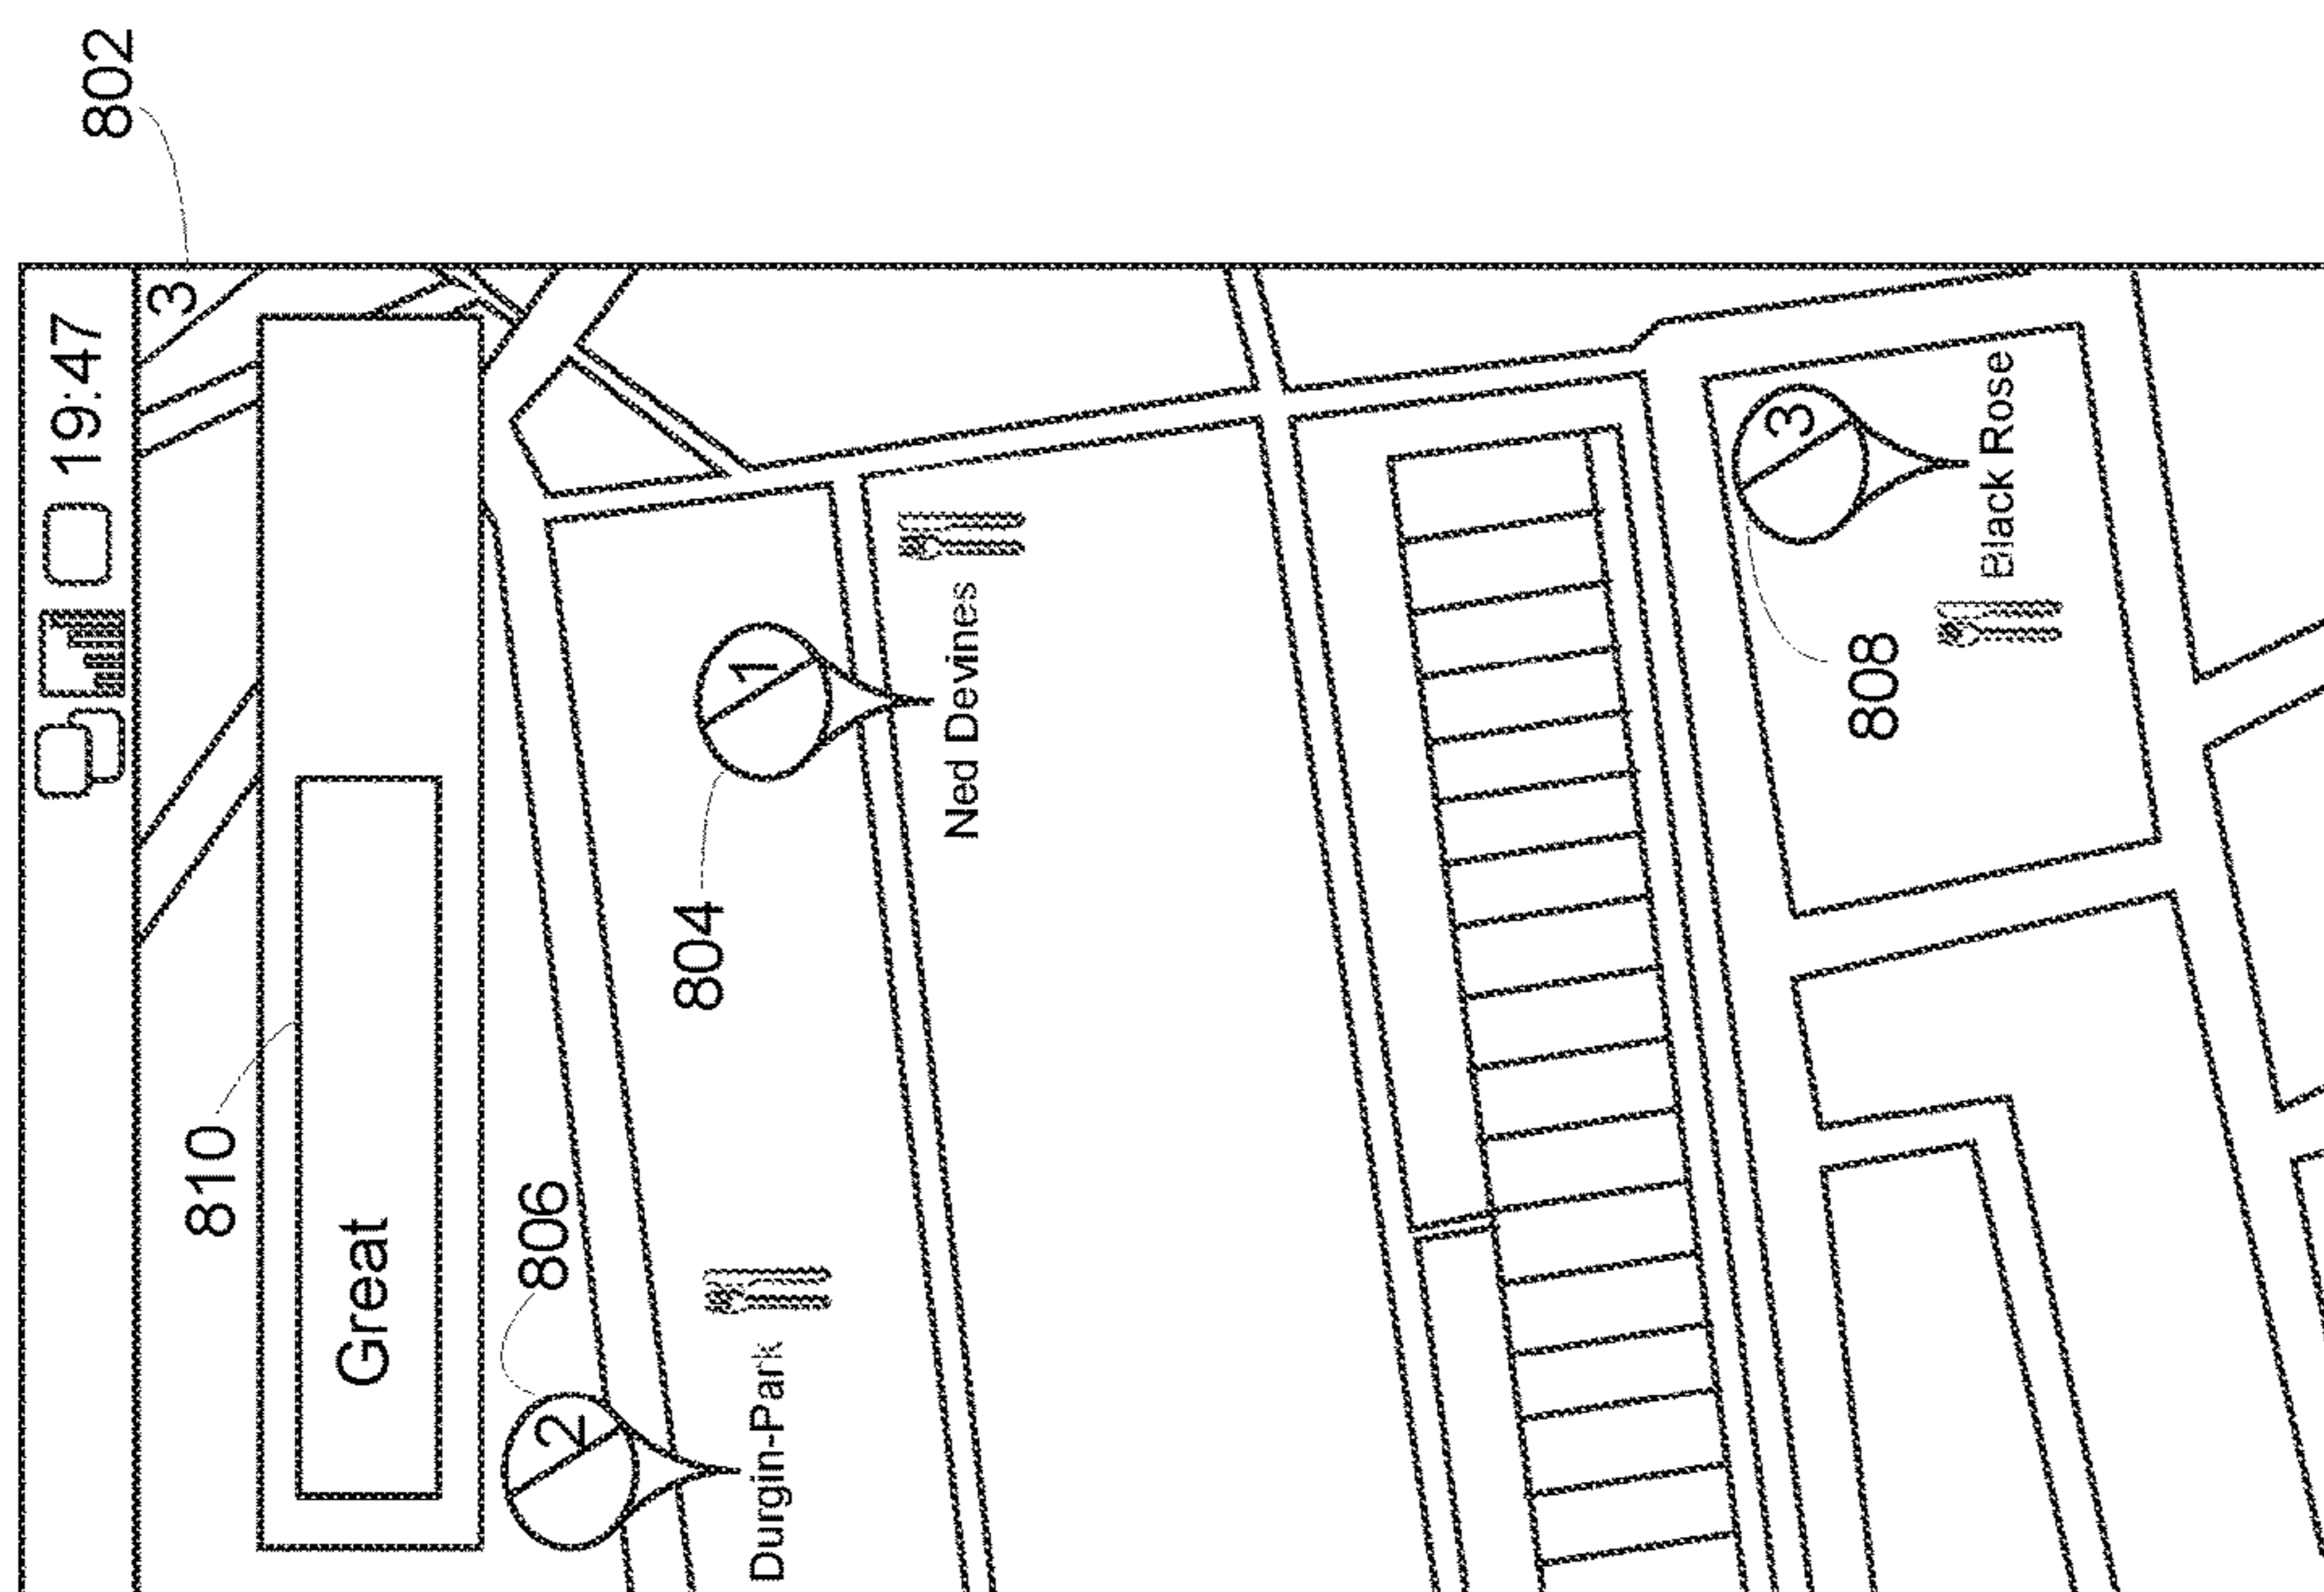 802
19:47
3
810
Great
806
2
Durgin-Park
804
1
Ned Devines
808
3
Black Rose